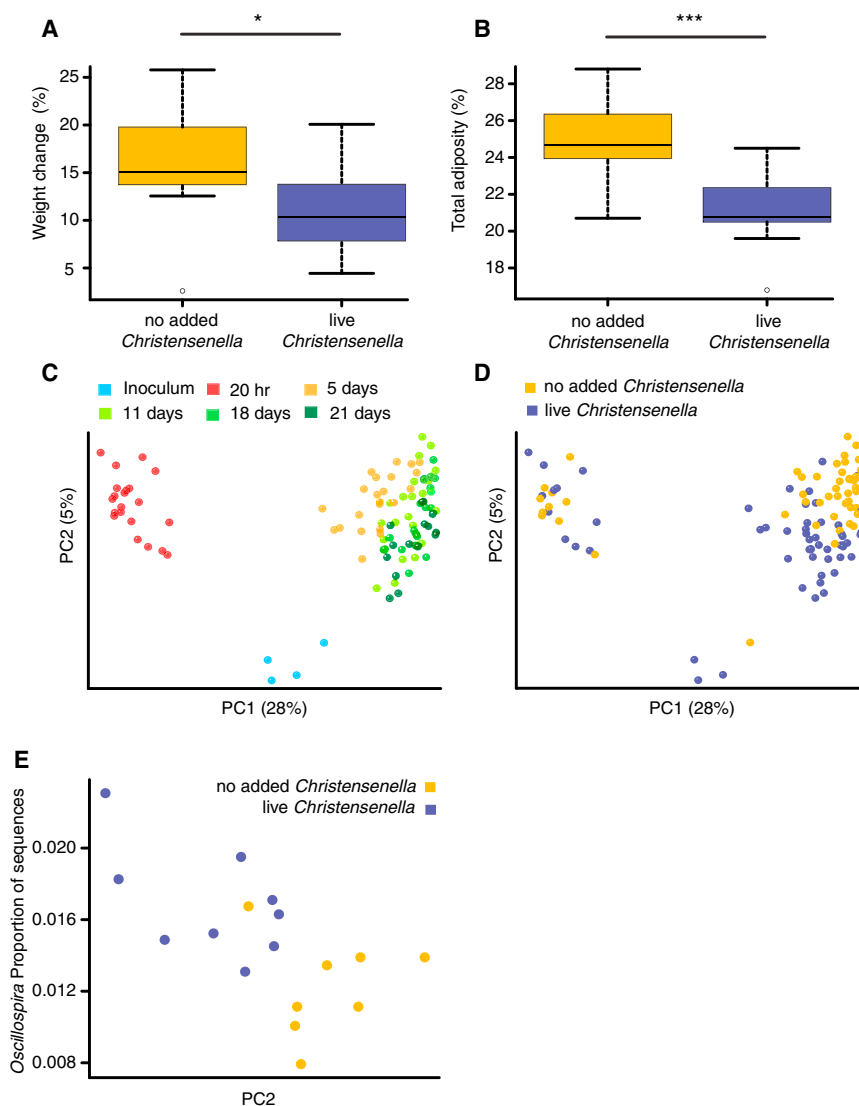 A
*
Weight change (%)
25
20
15
10
5
no added
Christensenella
live
Christensenella
B
***
Total adiposity (%)
28
26
24
22
20
18
no added
Christensenella
live
Christensenella
C
Inoculum 20 hr 5 days
11 days 18 days 21 days
PC2 (5%)
PC1 (28%)
D
no added Christensenella
live Christensenella
PC2 (5%)
PC1 (28%)
E
no added Christensenella
live Christensenella
Oscillospira Proportion of sequences
0.020
0.016
0.012
0.008
PC2